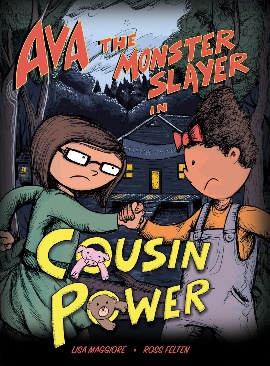 AVA THE MONSTER
SLAYER
IN
COUSIN
POWER
LISA MAGGIORE • ROSS FELTEN